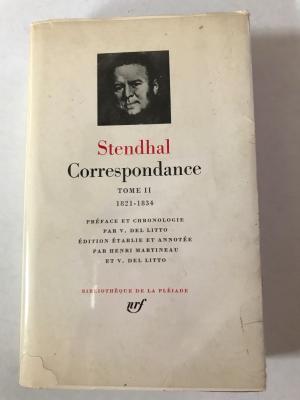 Stendhal
Correspondance
TOME II
1821-1834
PRÉFACE ET CHRONOLOGIE
PAR V. DEL LITTO
ÉDITION ÉTABLIE ET ANNOTÉE
PAR HENRI MARTINEAU
ET V. DEL LITTO
BIBLIOTHÈQUE DE LA PLÉIADE
nrf